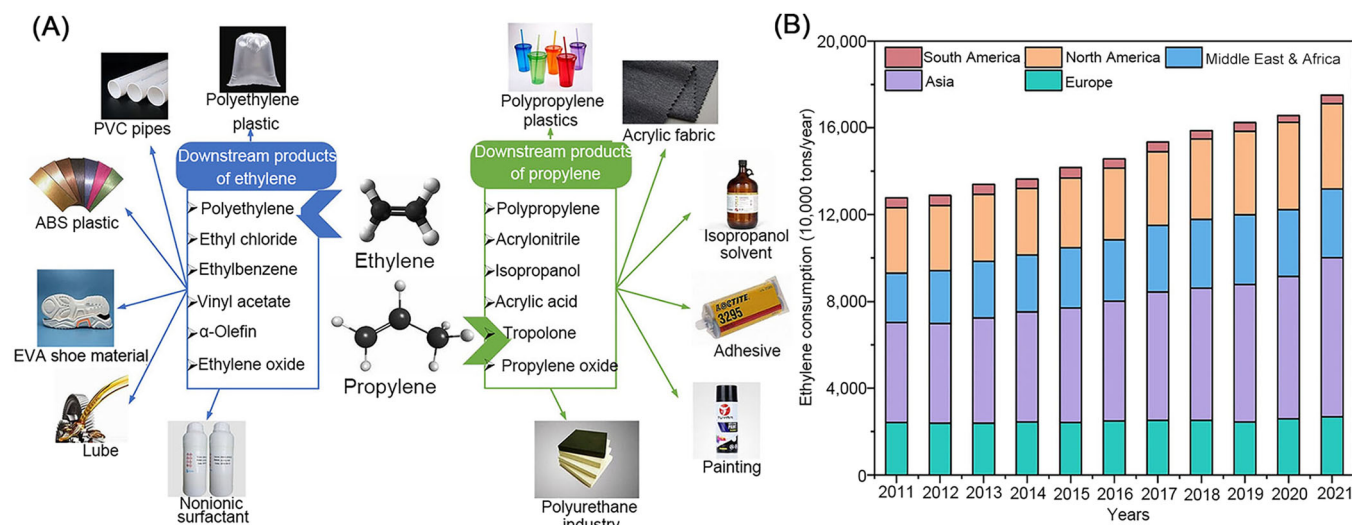 (A)
Polyethylene
plastic
PVC pipes
ABS plastic
EVA shoe material
Lube
Nonionic
surfactant
Downstream products
of ethylene
Polyethylene
Ethyl chloride
Ethylbenzene
Vinyl acetate
α-Olefin
Ethylene oxide
Ethylene
Propylene
Polypropylene
plastics
Acrylic fabric
Downstream products
of propylene
Polypropylene
Acrylonitrile
Isopropanol
Acrylic acid
Tropolone
Propylene oxide
Isopropanol
solvent
LOCTITE
3295
Adhesive
Painting
Polyurethane
industry
(B)
Ethylene consumption (10,000 tons/year)
20,000
16,000
12,000
8,000
4,000
0
South America
North America
Middle East & Africa
Asia
Europe
2011 2012 2013 2014 2015 2016 2017 2018 2019 2020 2021
Years